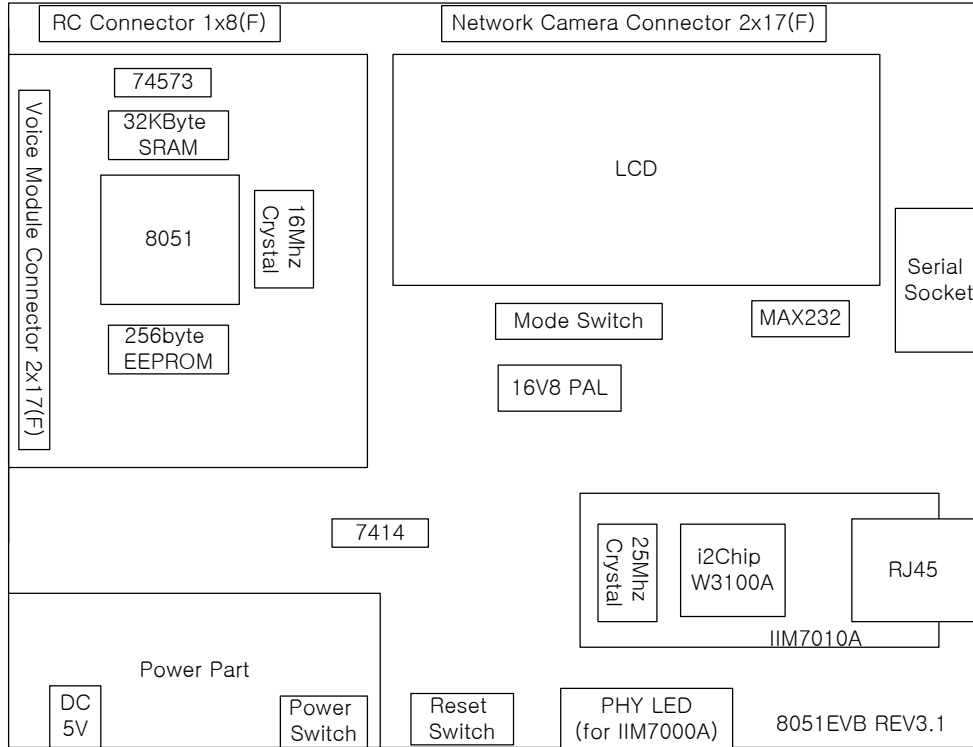 RC Connector 1x8(F)
Network Camera Connector 2x17(F)
74573
32KByte
SRAM
Voice Module Connector 2x17(F)
8051
16Mhz
Crystal
256byte
EEPROM
LCD
Serial
Socket
Mode Switch
MAX232
16V8 PAL
7414
25Mhz
Crystal
i2Chip
W3100A
RJ45
IIM7010A
Power Part
DC
5V
Power
Switch
Reset
Switch
PHY LED
(for IIM7000A)
8051EVB REV3.1